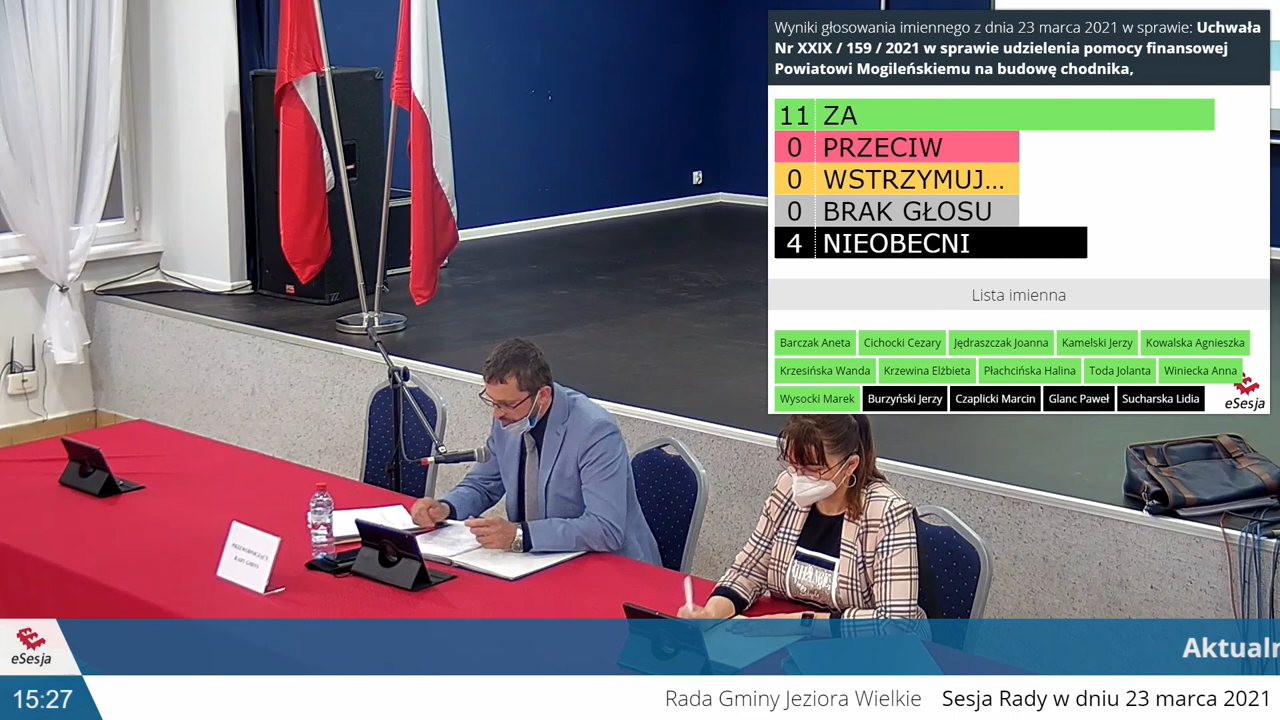 Wyniki głosowania imiennego z dnia 23 marca 2021 w sprawie: Uchwała
Nr XXIX / 159 / 2021 w sprawie udzielenia pomocy finansowej
Powiatowi Mogileńskiemu na budowę chodnika,
11 ZA
0 PRZECIW
0 WSTRZYMUJ...
0 BRAK GŁOSU
4 NIEOBECNI
Lista imienna
Barczak Aneta Cichocki Cezary Jędraszczak Joanna Kamelski Jerzy Kowalska Agnieszka
Krzesińska Wanda Krzewina Elżbieta Płachcińska Halina Toda Jolanta Winiecka Anna
Wysocki Marek Burzyński Jerzy Czaplicki Marcin Glanc Paweł Sucharska Lidia
eSesja
PRZEWODNICZĄCY
RADY GMINY
eSesja
Aktualn
15:27
Rada Gminy Jeziora Wielkie Sesja Rady w dniu 23 marca 2021